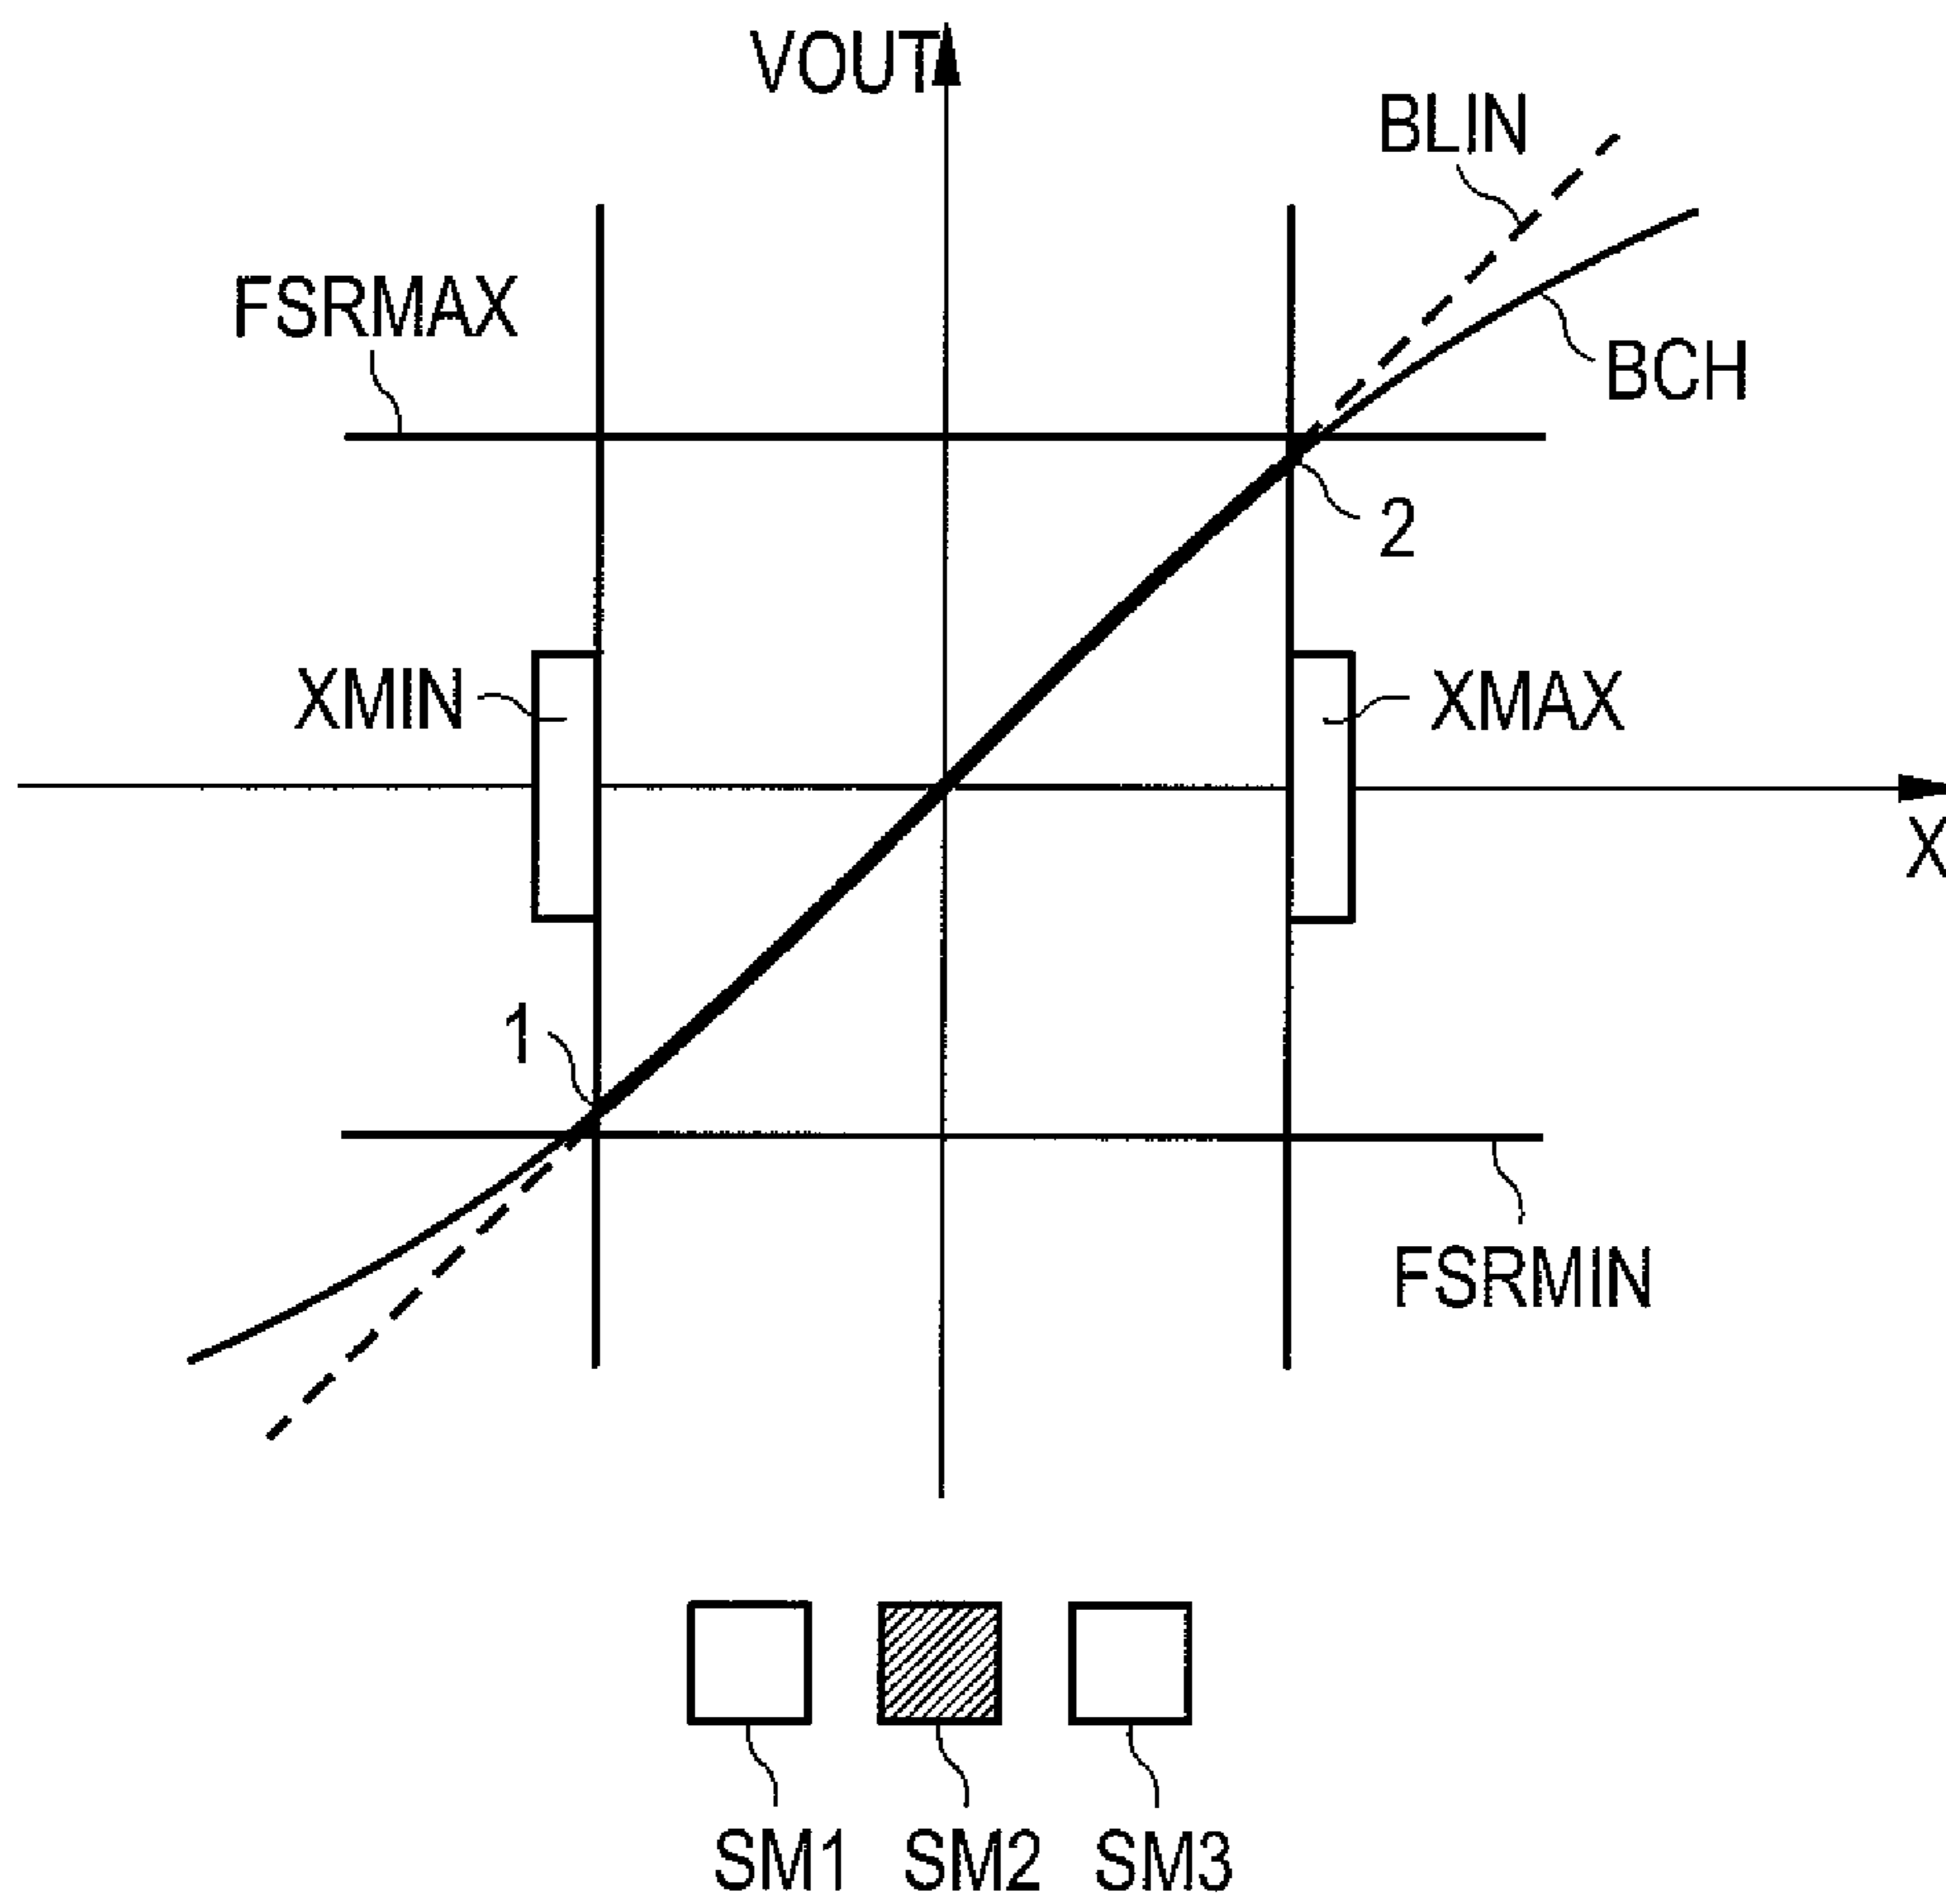 VOUT
BLIN
FSRMAX
BCH
2
XMIN
XMAX
X
1
FSRMIN
SM1
SM2
SM3